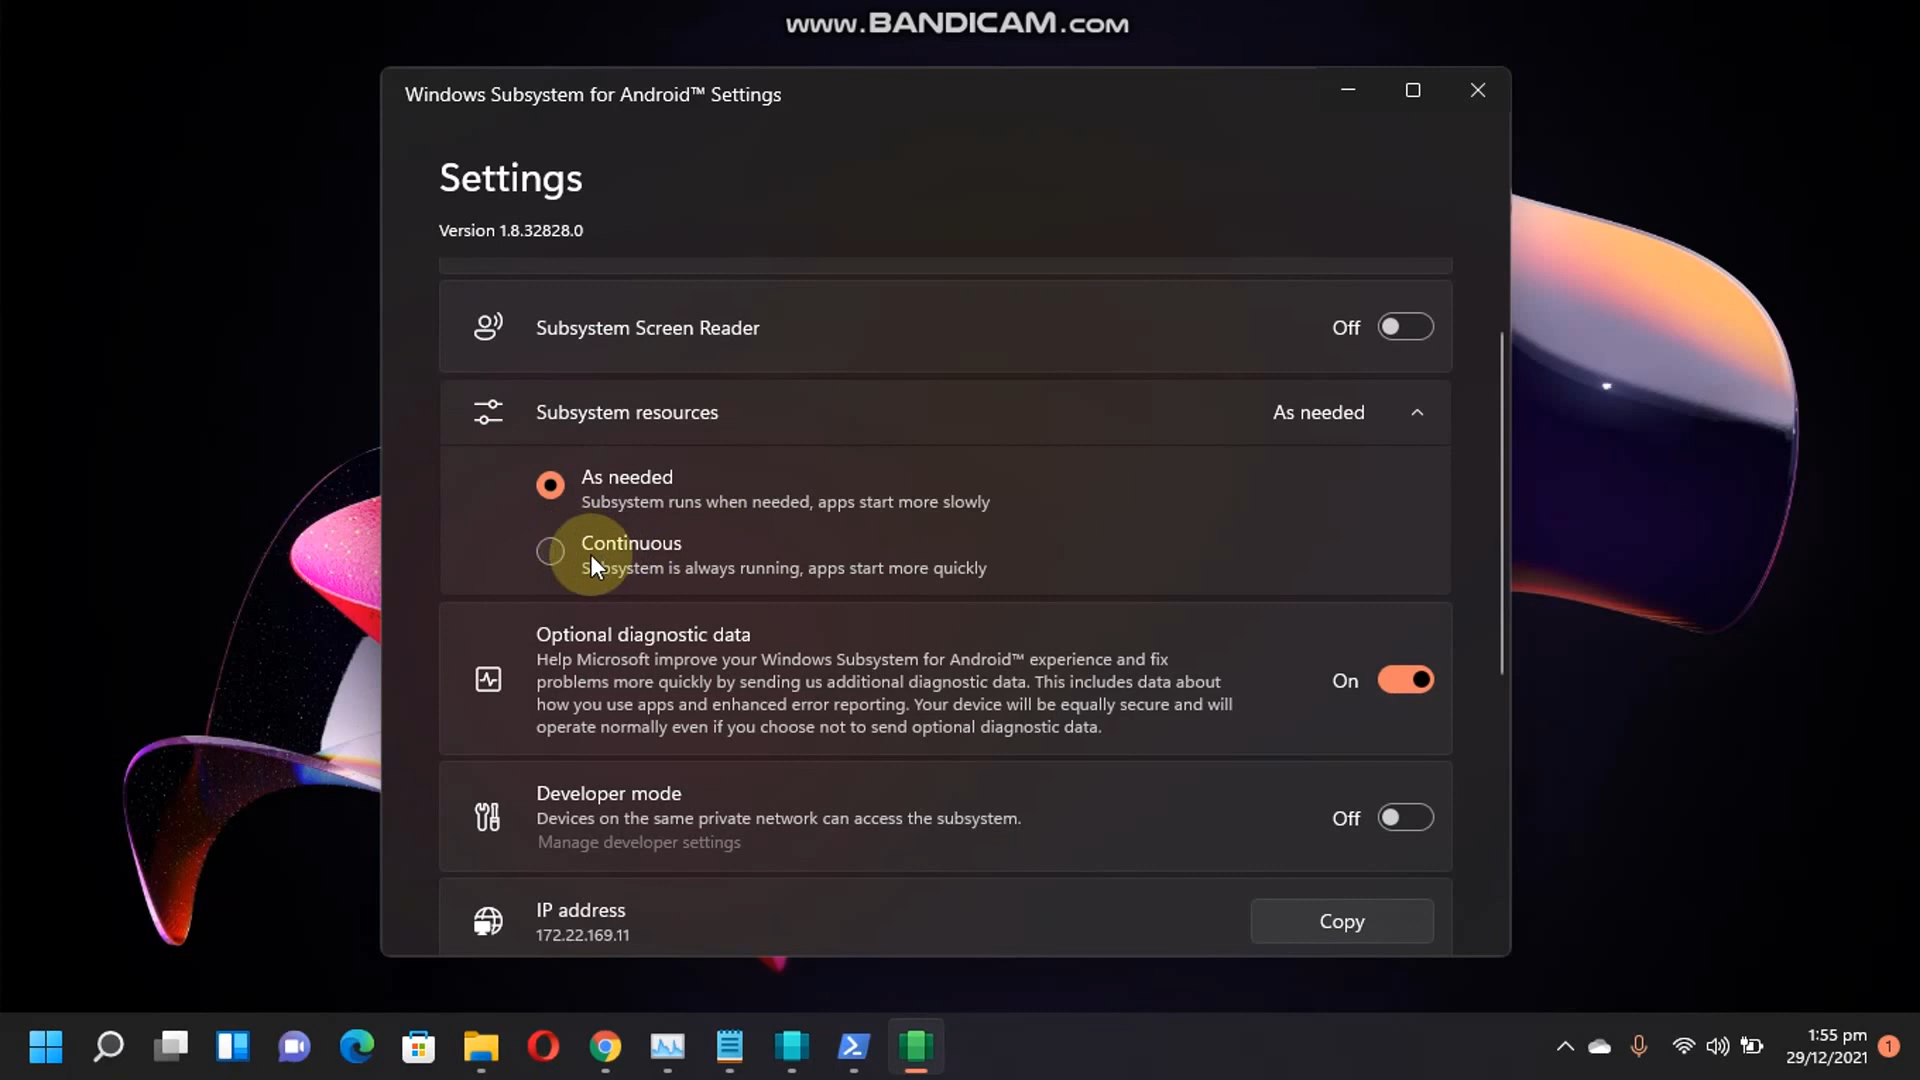 www.BANDICAM.com
Windows Subsystem for Android™ Settings
Settings
Version 1.8.32828.0
Subsystem Screen Reader
Off
Subsystem resources
As needed
As needed
Subsystem runs when needed, apps start more slowly
Continuous
Subsystem is always running, apps start more quickly
Optional diagnostic data
Help Microsoft improve your Windows Subsystem for Android™ experience and fix
problems more quickly by sending us additional diagnostic data. This includes data about
how you use apps and enhanced error reporting. Your device will be equally secure and will
operate normally even if you choose not to send optional diagnostic data.
On
Developer mode
Devices on the same private network can access the subsystem.
Manage developer settings
Off
IP address
172.22.169.11
Copy
1:55 pm
29/12/2021
1